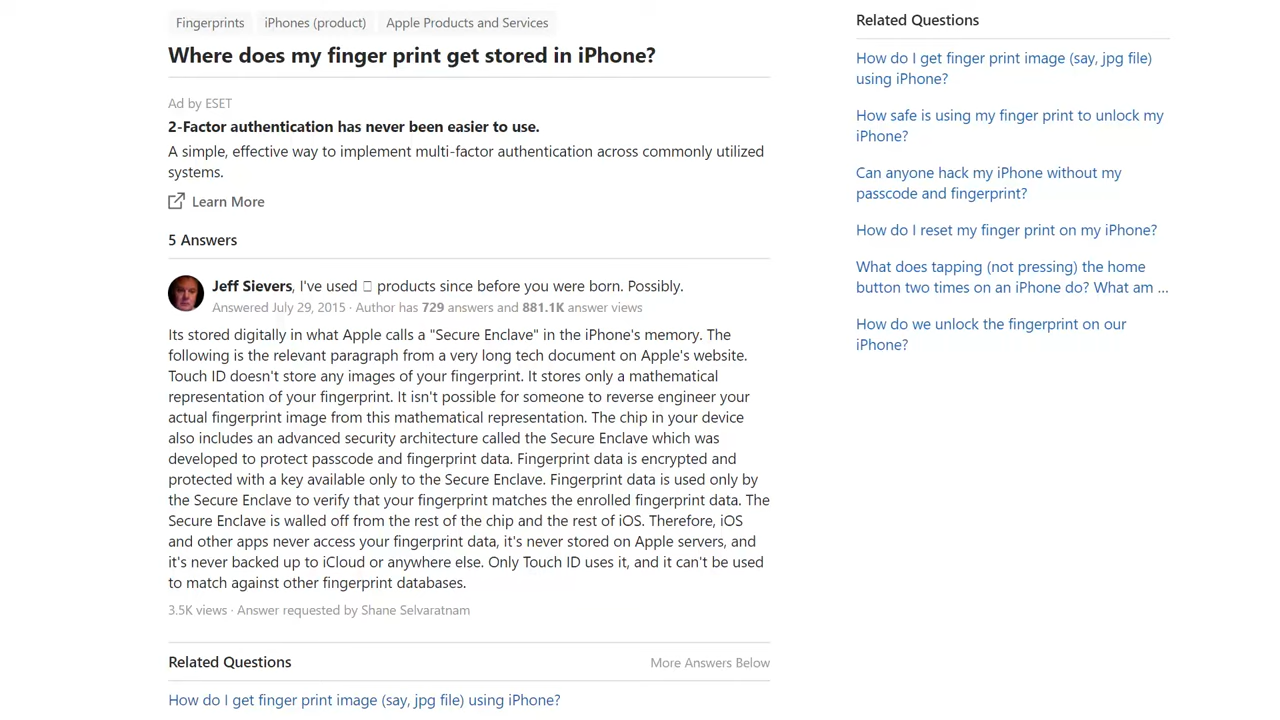 Fingerprints iPhones (product) Apple Products and Services
Where does my finger print get stored in iPhone?
Ad by ESET
2-Factor authentication has never been easier to use.
A simple, effective way to implement multi-factor authentication across commonly utilized
systems.
Learn More
5 Answers
Jeff Sievers, I've used products since before you were born. Possibly.
Answered July 29, 2015 · Author has 729 answers and 881.1K answer views
Its stored digitally in what Apple calls a "Secure Enclave" in the iPhone's memory. The
following is the relevant paragraph from a very long tech document on Apple's website.
Touch ID doesn't store any images of your fingerprint. It stores only a mathematical
representation of your fingerprint. It isn't possible for someone to reverse engineer your
actual fingerprint image from this mathematical representation. The chip in your device
also includes an advanced security architecture called the Secure Enclave which was
developed to protect passcode and fingerprint data. Fingerprint data is encrypted and
protected with a key available only to the Secure Enclave. Fingerprint data is used only by
the Secure Enclave to verify that your fingerprint matches the enrolled fingerprint data. The
Secure Enclave is walled off from the rest of the chip and the rest of iOS. Therefore, iOS
and other apps never access your fingerprint data, it's never stored on Apple servers, and
it's never backed up to iCloud or anywhere else. Only Touch ID uses it, and it can't be used
to match against other fingerprint databases.
3.5K views · Answer requested by Shane Selvaratnam
Related Questions More Answers Below
How do I get finger print image (say, jpg file) using iPhone?
Related Questions
How do I get finger print image (say, jpg file)
using iPhone?
How safe is using my finger print to unlock my
iPhone?
Can anyone hack my iPhone without my
passcode and fingerprint?
How do I reset my finger print on my iPhone?
What does tapping (not pressing) the home
button two times on an iPhone do? What am ...
How do we unlock the fingerprint on our
iPhone?